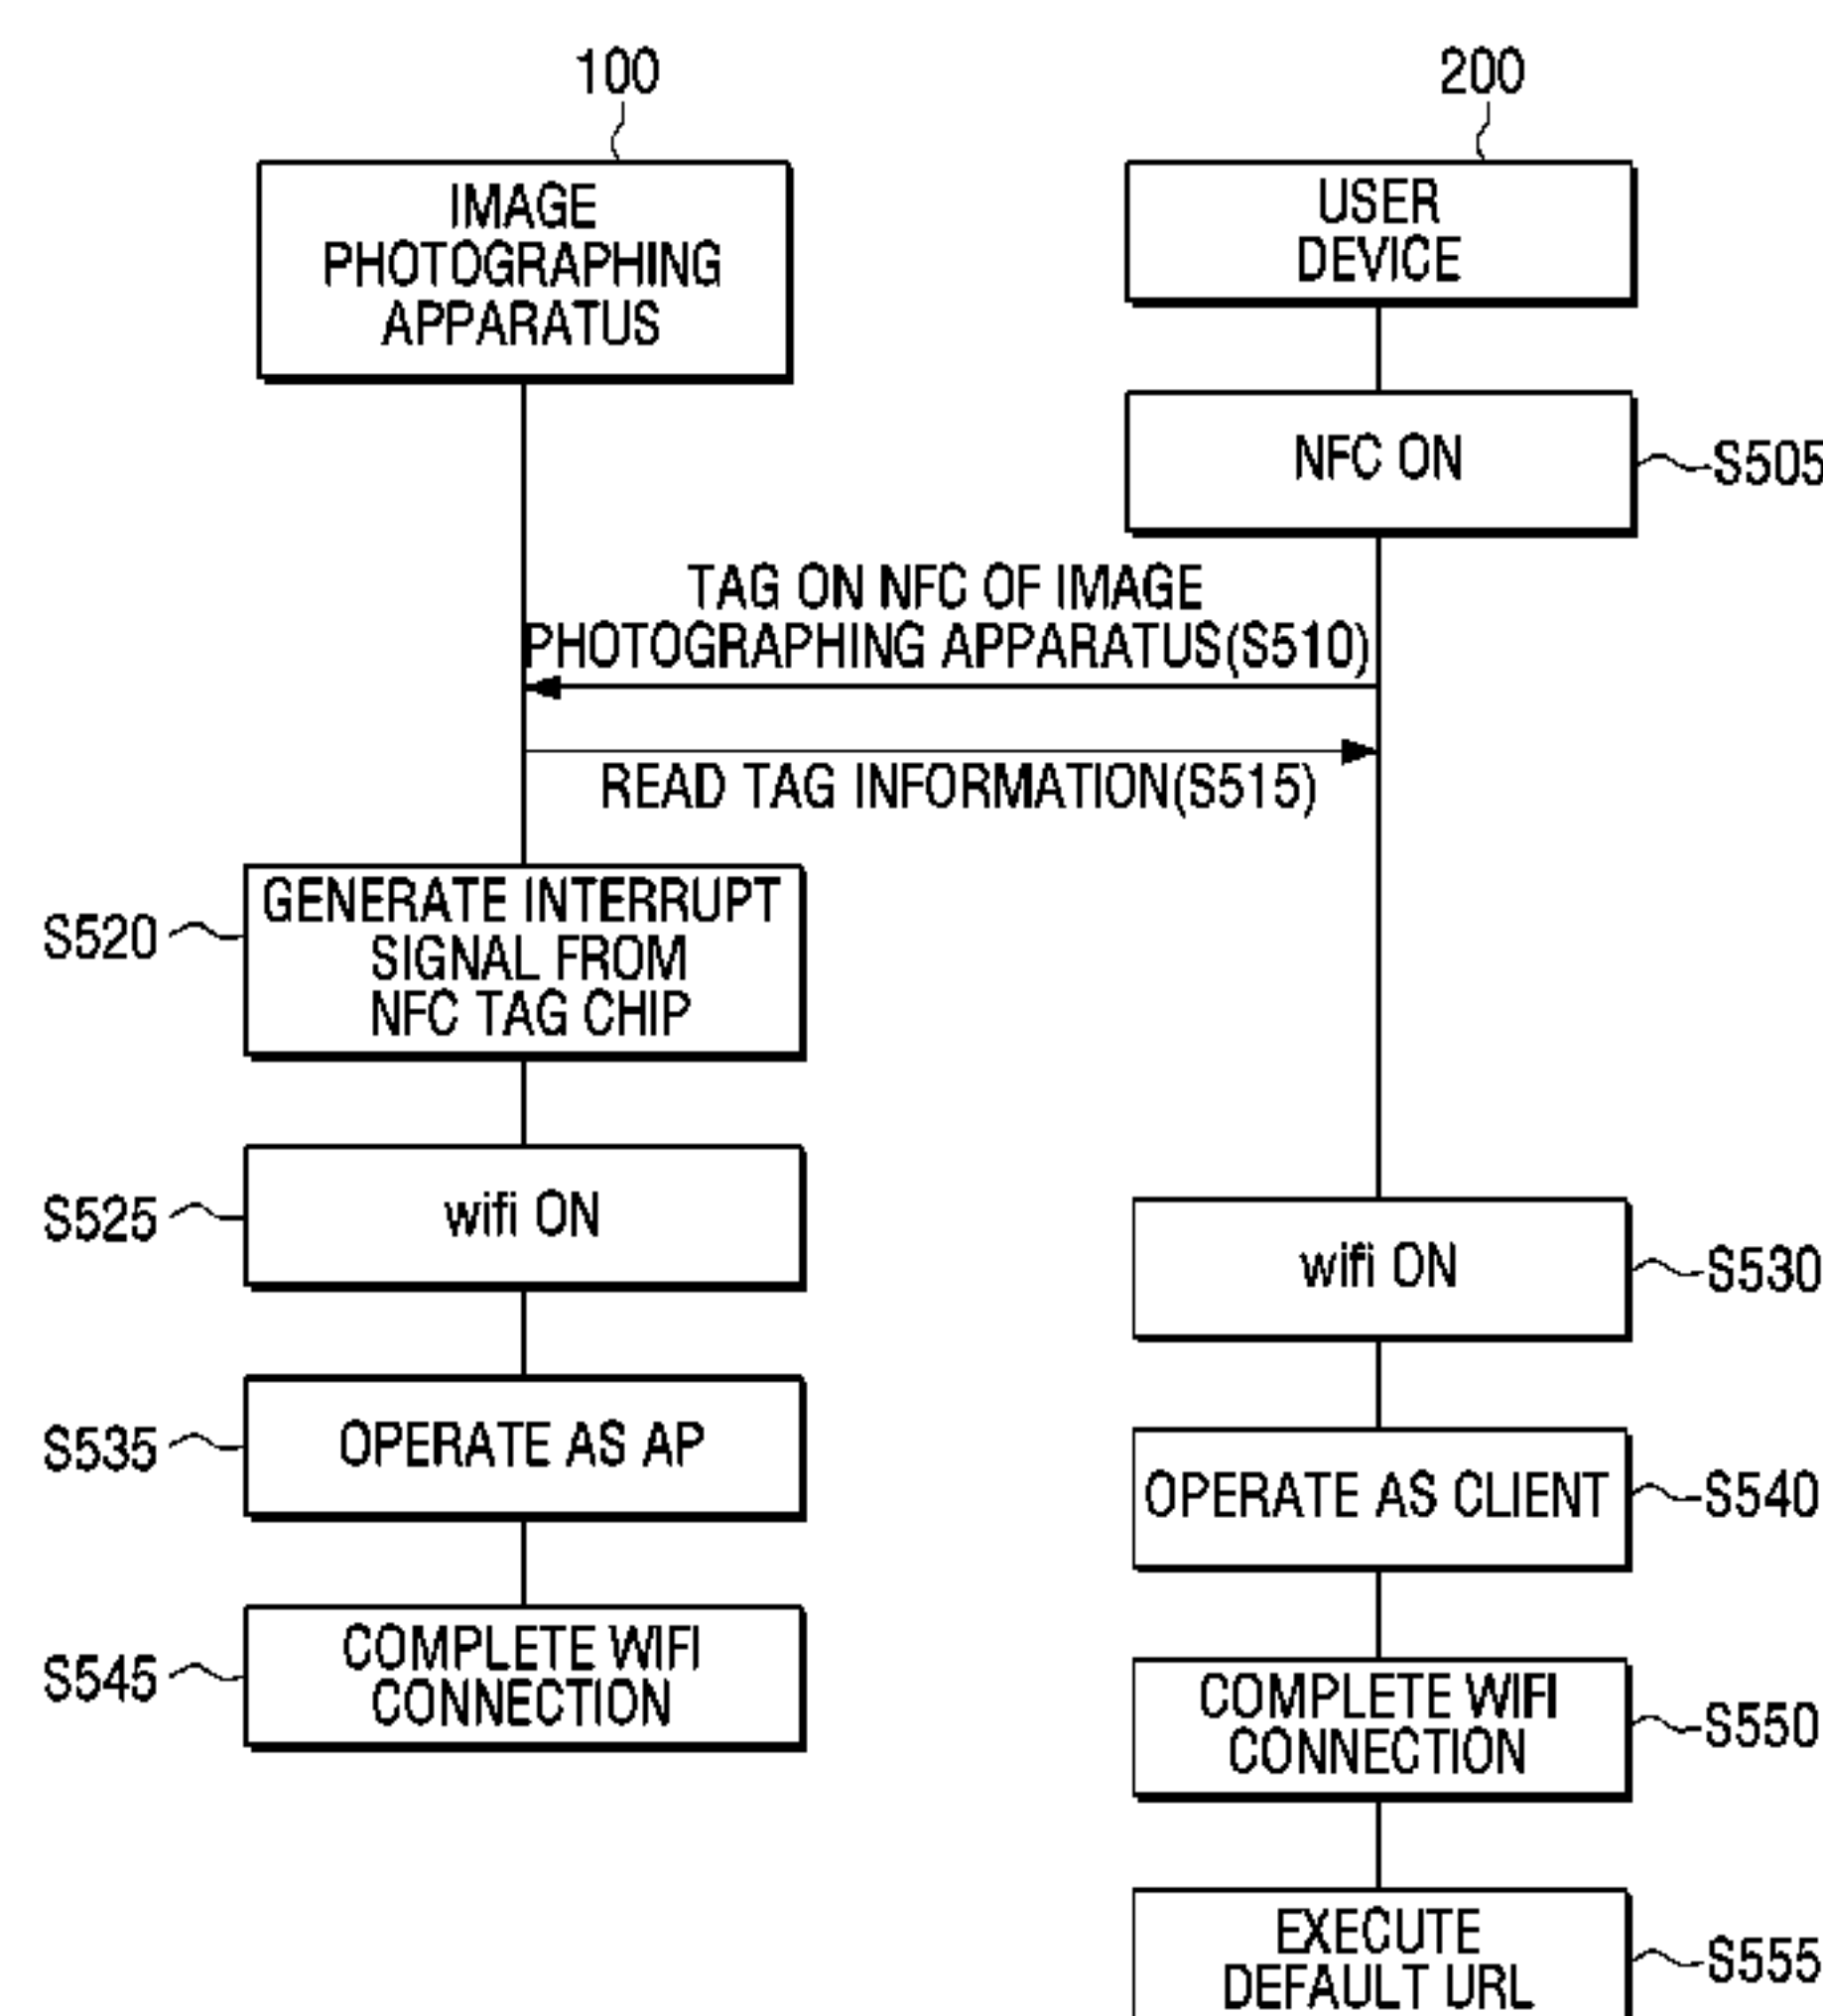 100
200
IMAGE
PHOTOGRAPHING
APPARATUS
USER
DEVICE
NFC ON
S505
TAG ON NFC OF IMAGE
PHOTOGRAPHING APPARATUS(S510)
READ TAG INFORMATION(S515)
S520
GENERATE INTERRUPT
SIGNAL FROM
NFC TAG CHIP
S525
wifi ON
wifi ON
S530
S535
OPERATE AS AP
OPERATE AS CLIENT
S540
S545
COMPLETE WIFI
CONNECTION
COMPLETE WIFI
CONNECTION
S550
EXECUTE
DEFAULT URL
S555